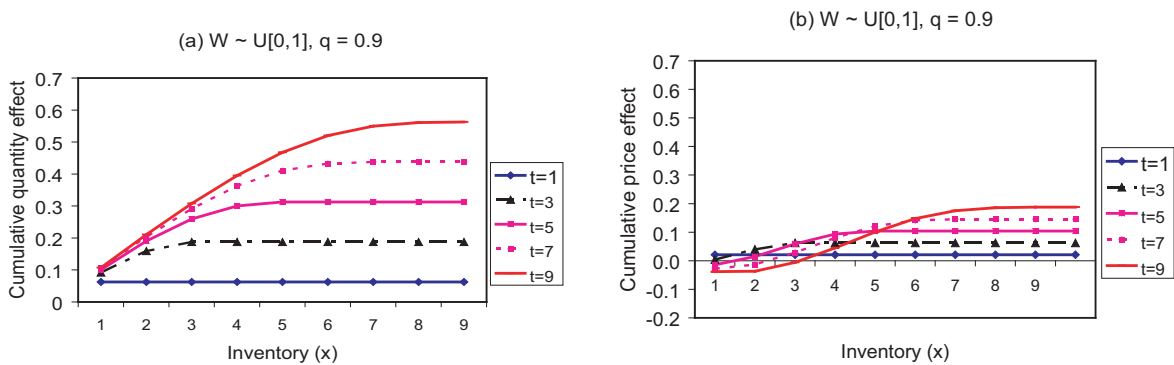 (a) W ~ U[0,1], q = 0.9
Cumulative quantity effect
0.7
0.6
0.5
0.4
0.3
0.2
0.1
0
1 2 3 4 5 6 7 8 9
Inventory (x)
t=1
t=3
t=5
t=7
t=9
(b) W ~ U[0,1], q = 0.9
Cumulative price effect
0.7
0.6
0.5
0.4
0.3
0.2
0.1
0.0
-0.1
-0.2
1 2 3 4 5 6 7 8 9
Inventory (x)
t=1
t=3
t=5
t=7
t=9